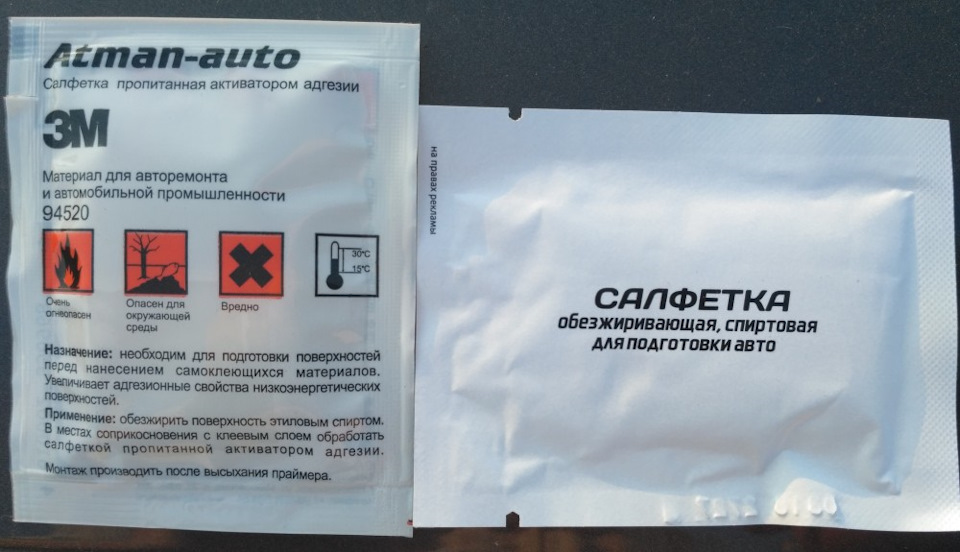 Atman-auto
Салфетка пропитанная активатором адгезии
3M
Материал для авторемонта
и автомобильной промышленности
94520
30°C
15°C
Очень
огнеопасен
Опасен для
окружающей
среды
Вредно
Назначение: необходим для подготовки поверхностей
перед нанесением самоклеющихся материалов.
Увеличивает адгезионные свойства низкоэнергетических
поверхностей.
Применение: обезжирить поверхность этиловым спиртом.
В местах соприкосновения с клеевым слоем обработать
салфеткой пропитанной активатором адгезии.
Монтаж производить после высыхания праймера.
на правах рекламы
САЛФЕТКА
обезжиривающая, спиртовая
для подготовки авто